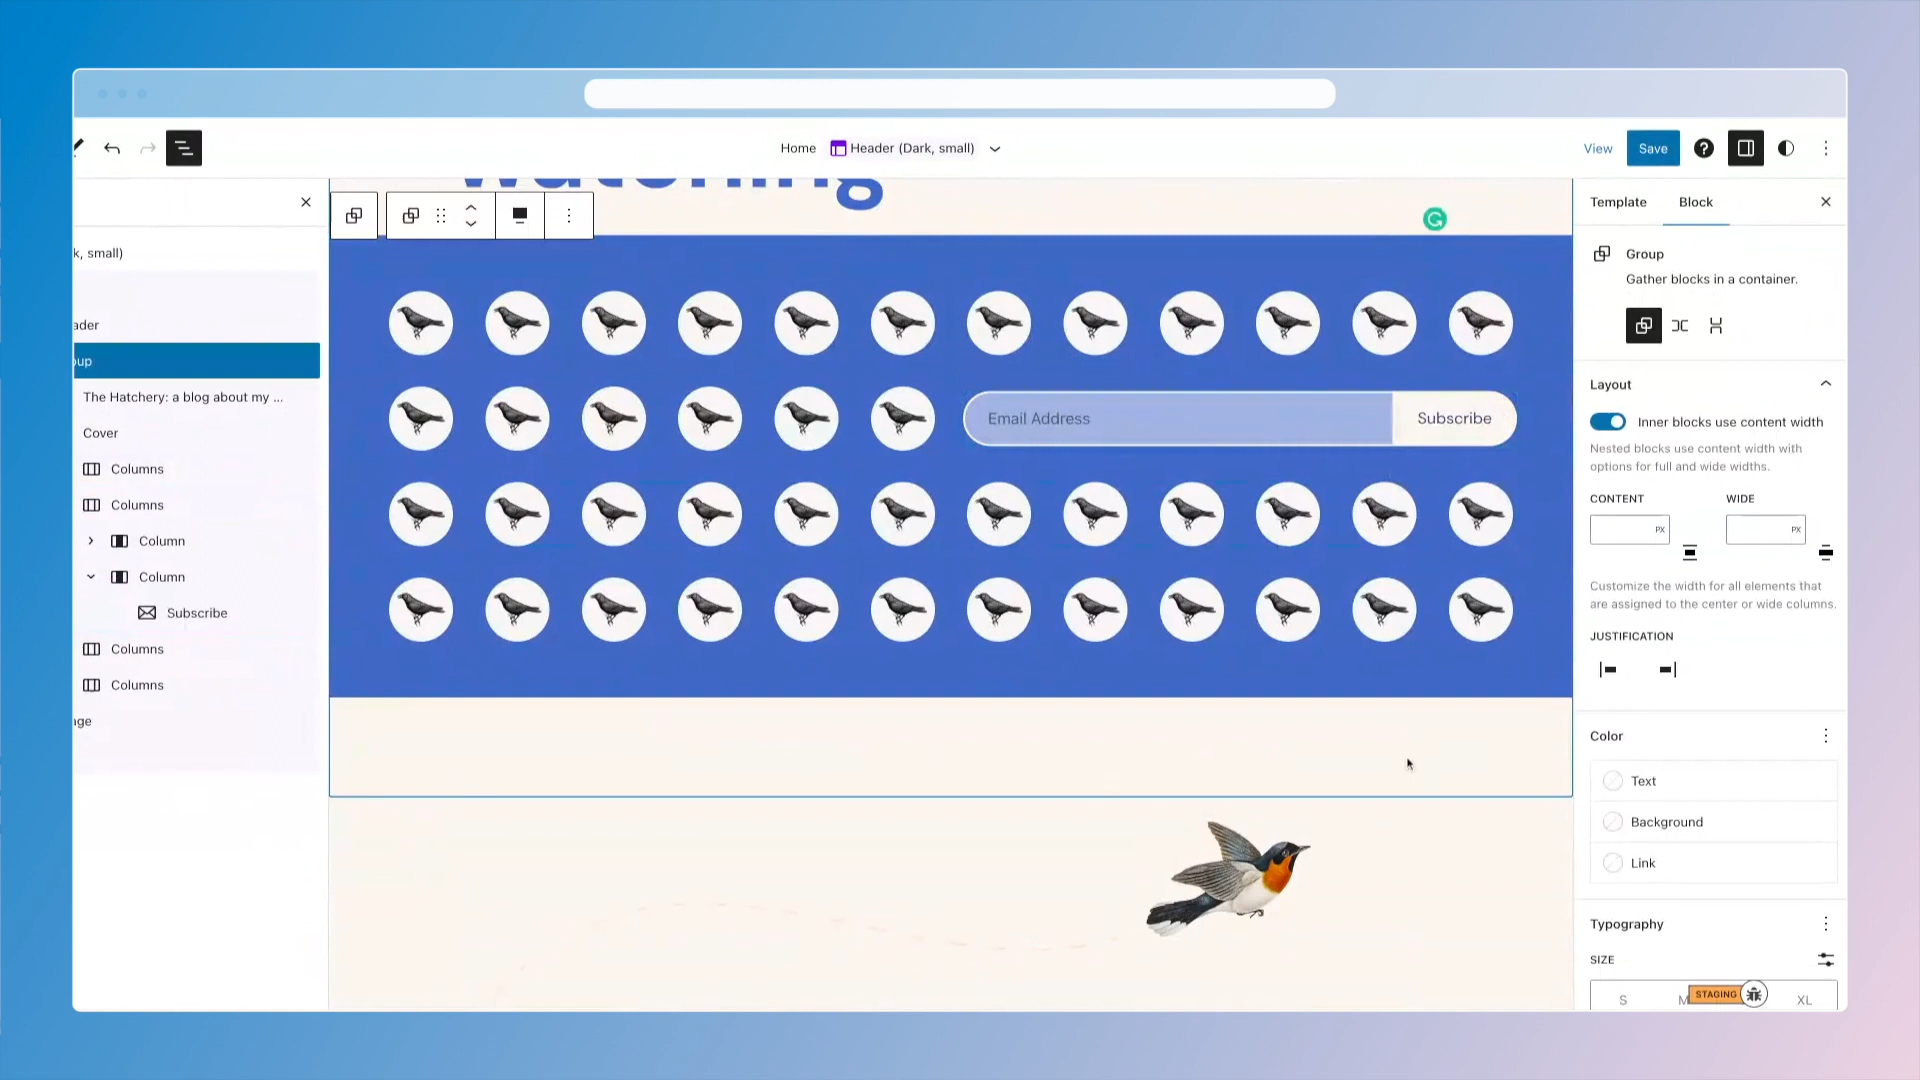 Home Header (Dark, small)
View Save
k, small)
ader
oup
The Hatchery: a blog about my ...
Cover
Columns
Columns
Column
Column
Subscribe
Columns
Columns
age
watching
Email Address Subscribe
Template Block
Group
Gather blocks in a container.
Layout
Inner blocks use content width
Nested blocks use content width with
options for full and wide widths.
CONTENT WIDE
PX PX
Customize the width for all elements that
are assigned to the center or wide columns.
JUSTIFICATION
Color
Text
Background
Link
Typography
SIZE
S M STAGING XL